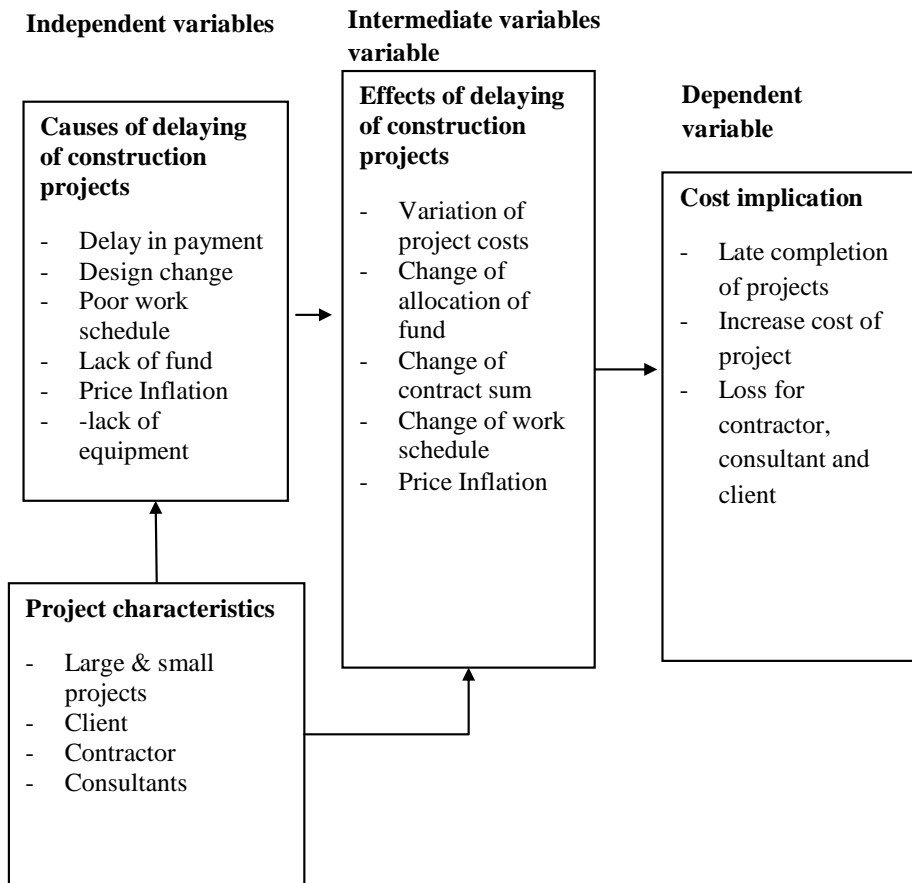 Independent variables
Causes of delaying
of construction
projects
- Delay in payment
- Design change
- Poor work
schedule
- Lack of fund
- Price Inflation
- -lack of
equipment
Project characteristics
- Large & small
projects
- Client
- Contractor
- Consultants
Intermediate variables
variable
Effects of delaying
of construction
projects
- Variation of
project costs
- Change of
allocation of
fund
- Change of
contract sum
- Change of work
schedule
- Price Inflation
Dependent
variable
Cost implication
- Late completion
of projects
- Increase cost of
project
- Loss for
contractor,
consultant and
client